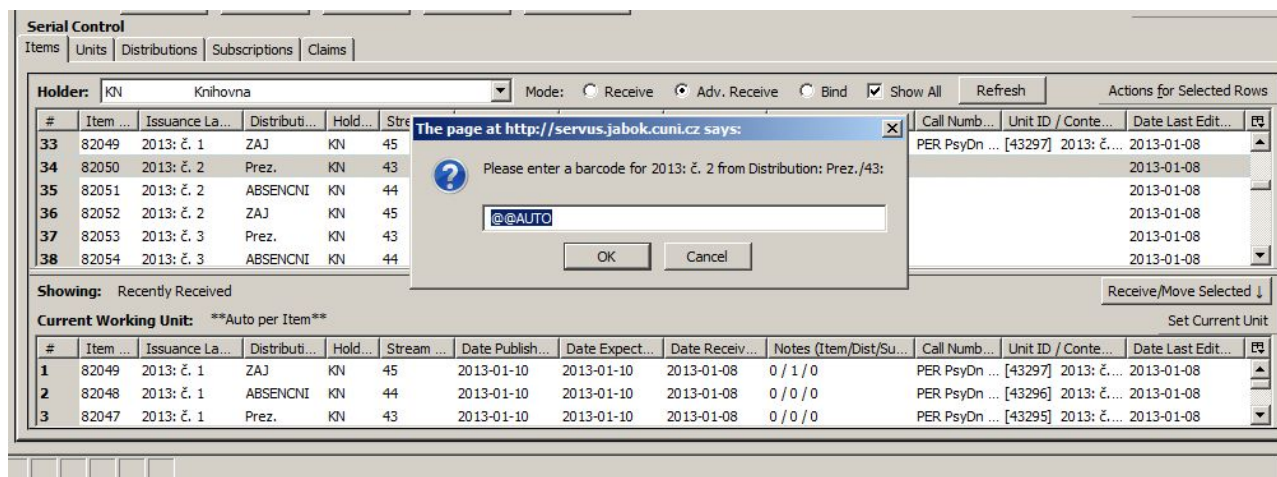 Serial Control
Items Units Distributions Subscriptions Claims
Holder: KN Knihovna Mode: Receive Adv. Receive Bind Show All Refresh Actions for Selected Rows
# Item ... Issuance La... Distributi... Hold... Stre Call Numb... Unit ID / Conte... Date Last Edit...
33 82049 2013: č. 1 ZAJ KN 45 PER PsyDn ... [43297] 2013: č.... 2013-01-08
34 82050 2013: č. 2 Prez. KN 43 2013-01-08
35 82051 2013: č. 2 ABSENCNI KN 44 2013-01-08
36 82052 2013: č. 2 ZAJ KN 45 2013-01-08
37 82053 2013: č. 3 Prez. KN 43 2013-01-08
38 82054 2013: č. 3 ABSENCNI KN 44 2013-01-08
The page at http://servus.jabok.cuni.cz says:
Please enter a barcode for 2013: č. 2 from Distribution: Prez./43:
@@AUTO
OK Cancel
Showing: Recently Received Receive/Move Selected ↓
Current Working Unit: **Auto per Item** Set Current Unit
# Item ... Issuance La... Distributi... Hold... Stream ... Date Publish... Date Expect... Date Receiv... Notes (Item/Dist/Su... Call Numb... Unit ID / Conte... Date Last Edit...
1 82049 2013: č. 1 ZAJ KN 45 2013-01-10 2013-01-10 2013-01-08 0 / 1 / 0 PER PsyDn ... [43297] 2013: č.... 2013-01-08
2 82048 2013: č. 1 ABSENCNI KN 44 2013-01-10 2013-01-10 2013-01-08 0 / 0 / 0 PER PsyDn ... [43296] 2013: č.... 2013-01-08
3 82047 2013: č. 1 Prez. KN 43 2013-01-10 2013-01-10 2013-01-08 0 / 0 / 0 PER PsyDn ... [43295] 2013: č.... 2013-01-08